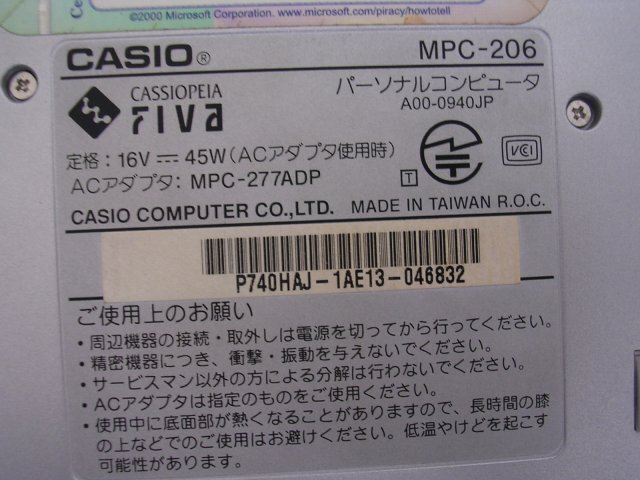 ©2000 Microsoft Corporation. www.microsoft.com/piracy/howtotell
CASIO® MPC-206
CASSIOPEIA パーソナルコンピュータ
riva A00-0940JP
定格：16V 45W（ACアダプタ使用時）
T VCI
ACアダプタ：MPC-277ADP
CASIO COMPUTER CO.,LTD. MADE IN TAIWAN R.O.C.
P740HAJ-1AE13-046832
ご使用上のお願い
・周辺機器の接続・取外しは電源を切ってから行ってください。
・精密機器につき、衝撃・振動を与えないでください。
・サービスマン以外の方による分解は行わないでください。
・ACアダプタは指定のものをご使用ください。
・使用中に底面部が熱くなることがありますので、長時間の膝
の上などでのご使用はお避けください。低温やけどを起こす
可能性があります。